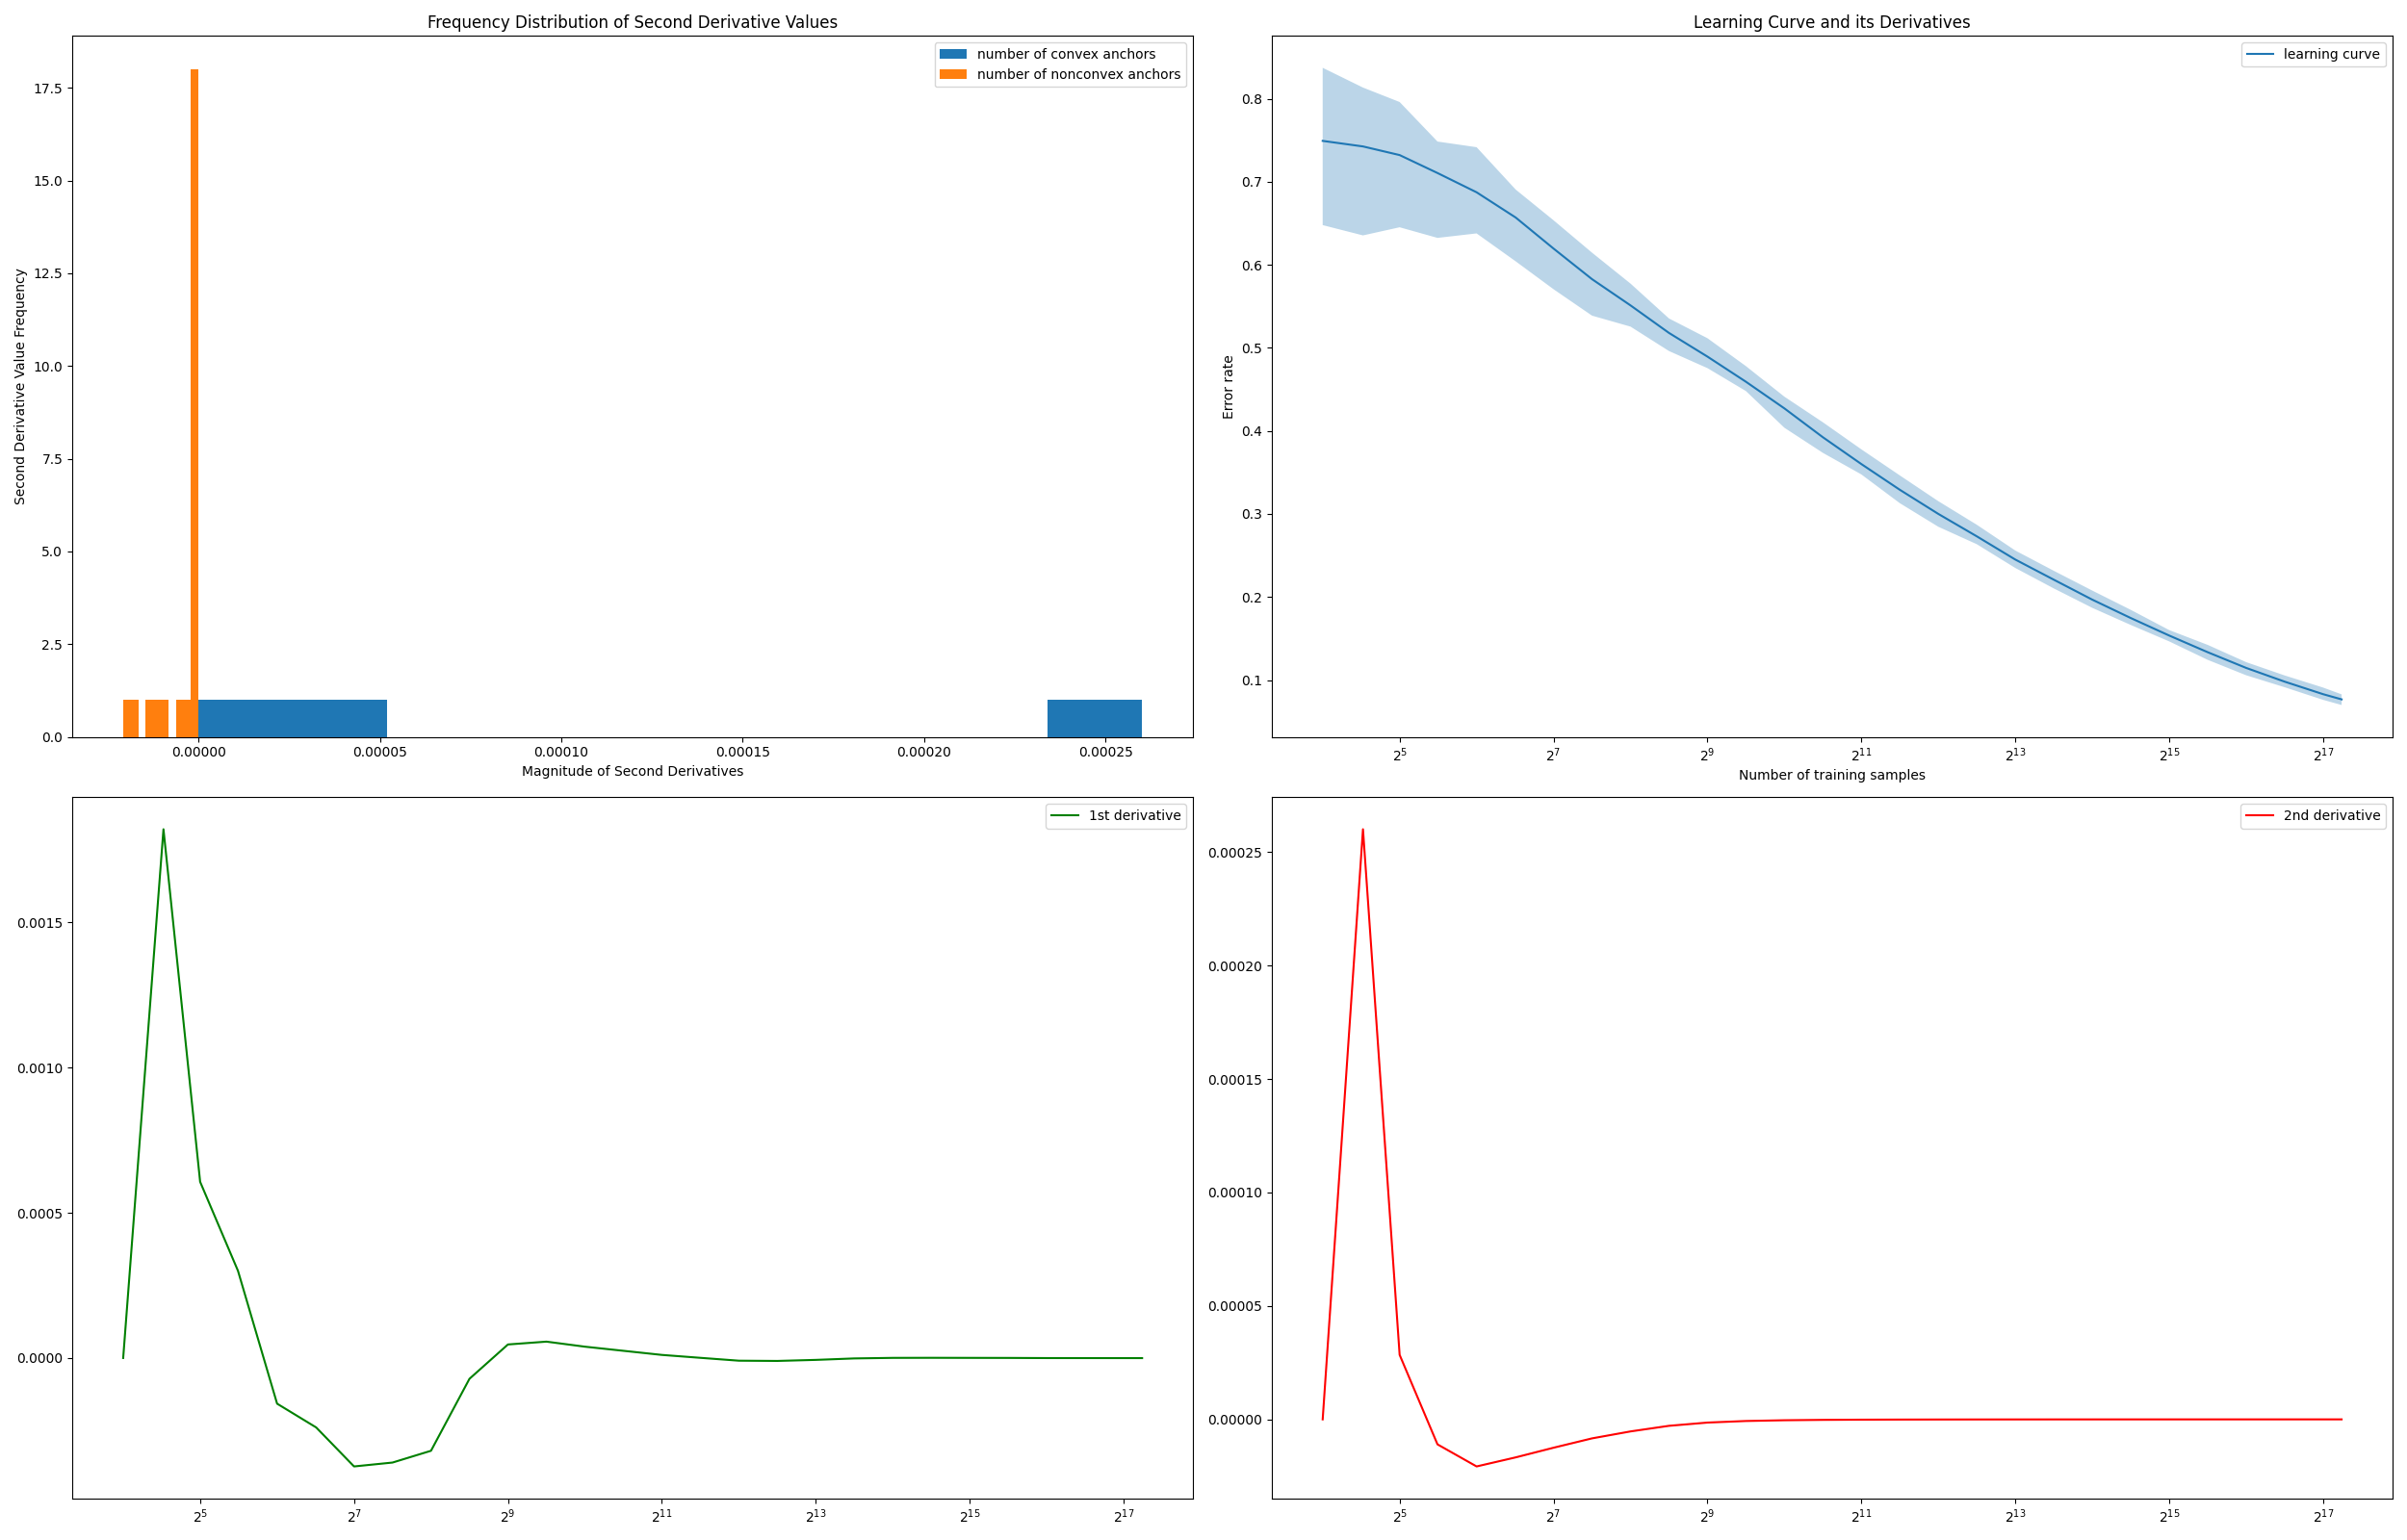 Frequency Distribution of Second Derivative Values
number of convex anchors
number of nonconvex anchors
17.5
15.0
12.5
10.0
7.5
5.0
2.5
0.0
Second Derivative Value Frequency
0.00000 0.00005 0.00010 0.00015 0.00020 0.00025
Magnitude of Second Derivatives
Learning Curve and its Derivatives
learning curve
0.8
0.7
0.6
0.5
0.4
0.3
0.2
0.1
Error rate
2⁵ 2⁷ 2⁹ 2¹¹ 2¹³ 2¹⁵ 2¹⁷
Number of training samples
1st derivative
0.0015
0.0010
0.0005
0.0000
2⁵ 2⁷ 2⁹ 2¹¹ 2¹³ 2¹⁵ 2¹⁷
2nd derivative
0.00025
0.00020
0.00015
0.00010
0.00005
0.00000
2⁵ 2⁷ 2⁹ 2¹¹ 2¹³ 2¹⁵ 2¹⁷